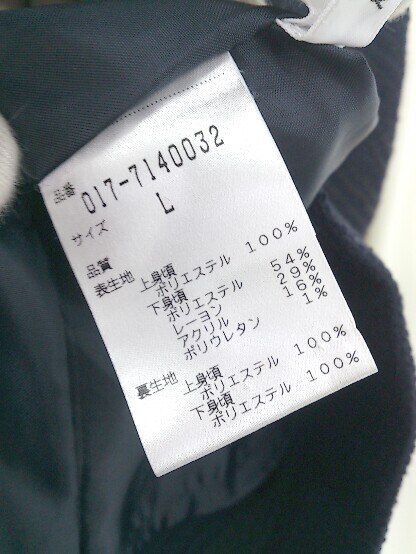 品番 017-7140032
サイズ L
品質
表生地 上身頃
ポリエステル 100%
下身頃
ポリエステル 54%
レーヨン 29%
アクリル 16%
ポリウレタン 1%
裏生地 上身頃
ポリエステル 100%
下身頃
ポリエステル 100%